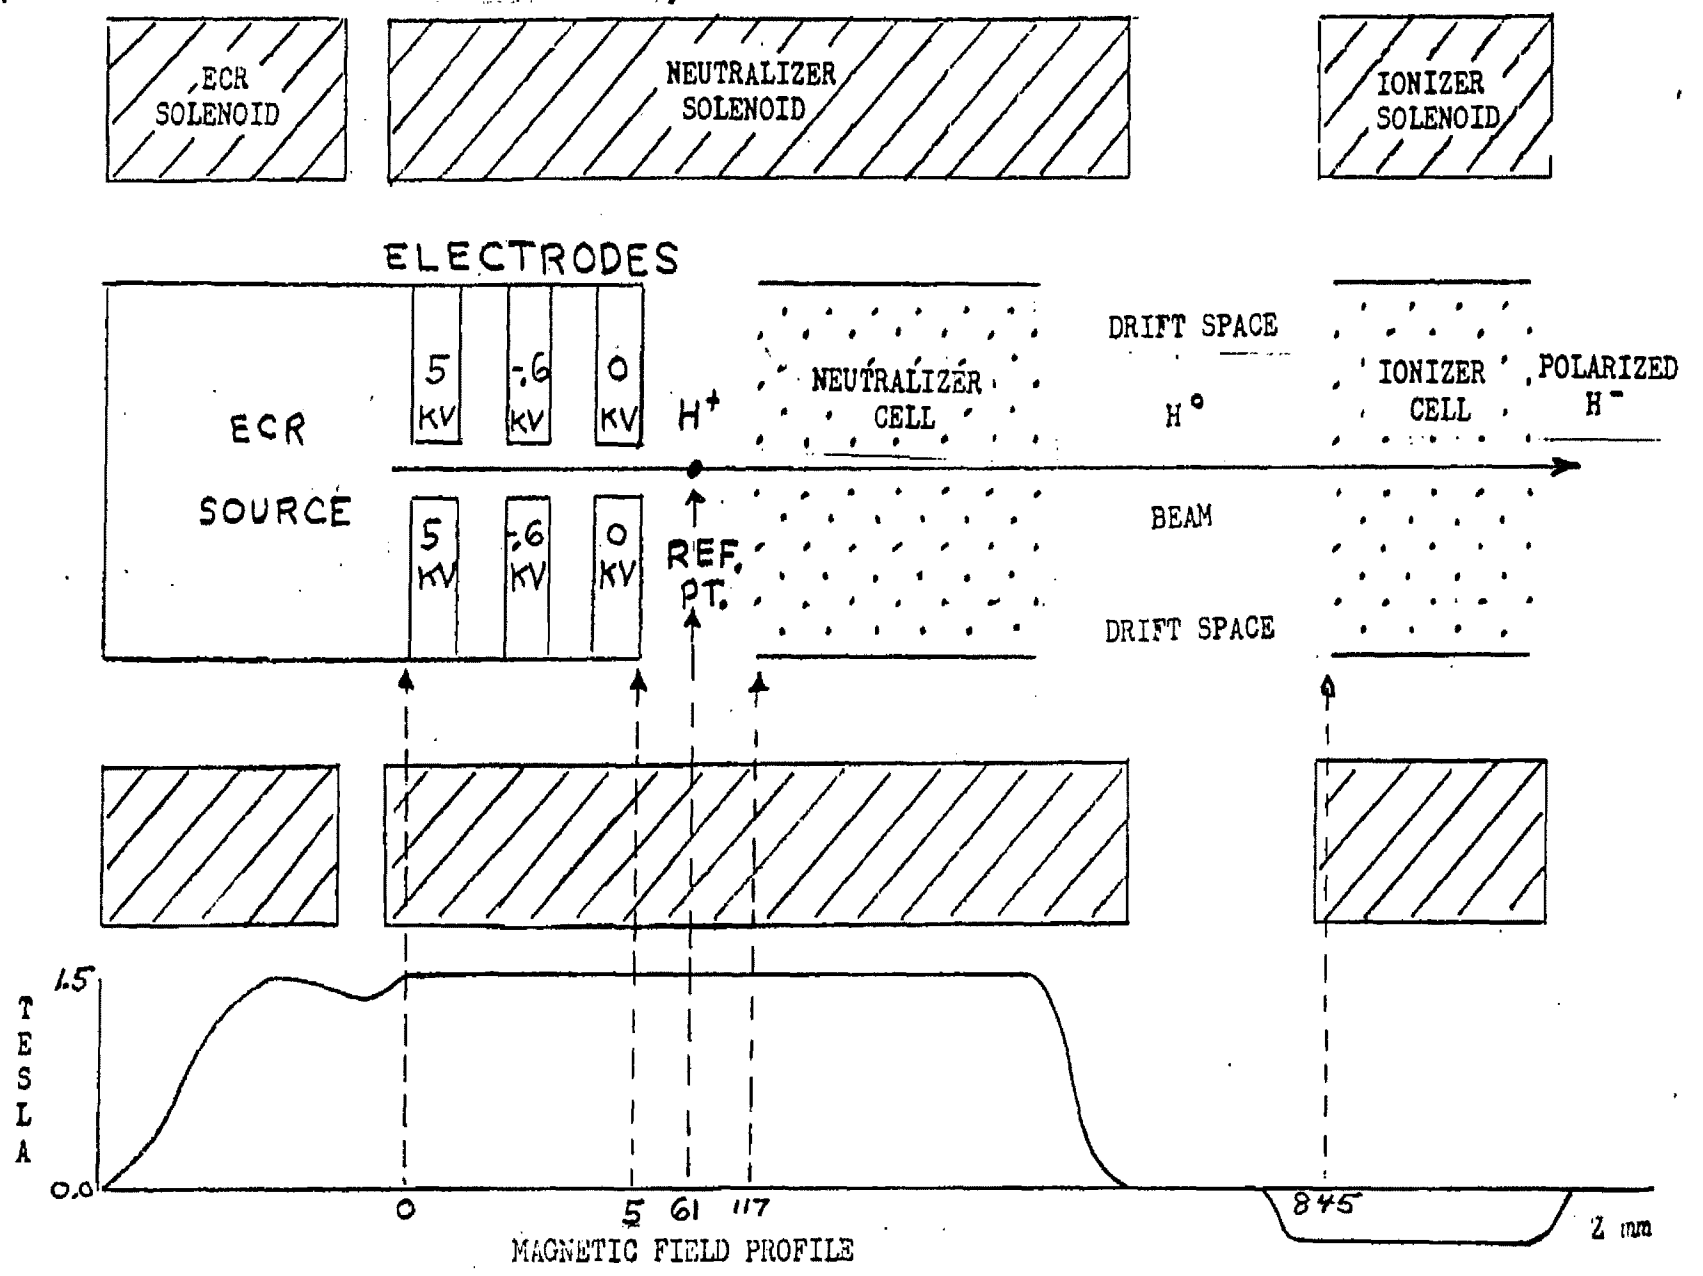 ECR
SOLENOID
NEUTRALIZER
SOLENOID
IONIZER
SOLENOID
ELECTRODES
5
KV
-.6
KV
0
KV
H+
NEUTRALIZER
CELL
DRIFT SPACE
H°
IONIZER
CELL
POLARIZED
H-
ECR
SOURCE
5
KV
-.6
KV
0
KV
REF.
PT.
BEAM
DRIFT SPACE
1.5
TESLA
0.0
0
5
61
117
845
Z mm
MAGNETIC FIELD PROFILE